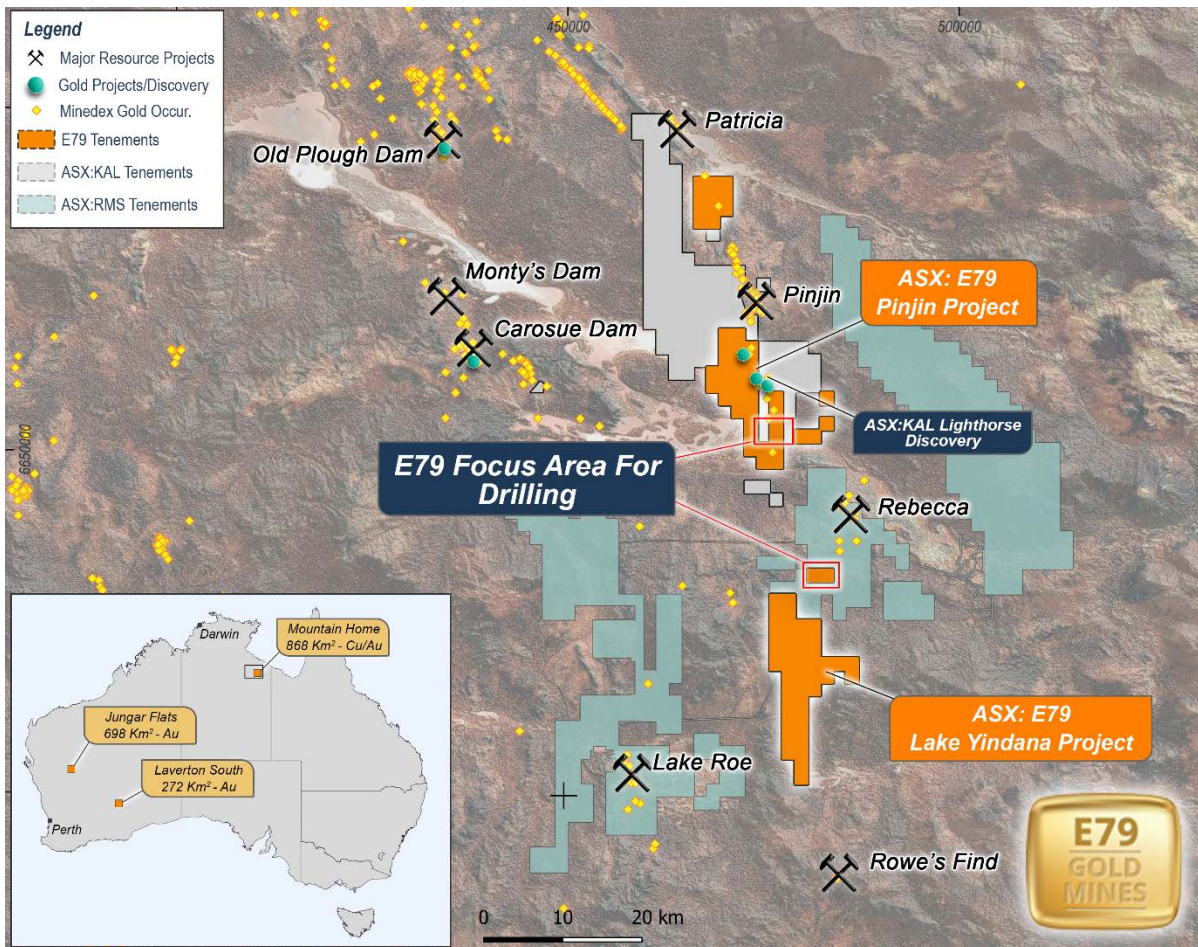 Legend
Major Resource Projects
Gold Projects/Discovery
Minedex Gold Occur.
E79 Tenements
ASX:KAL Tenements
ASX:RMS Tenements
450000
500000
6650000
Patricia
Old Plough Dam
Monty's Dam
Pinjin
Carosue Dam
ASX: E79
Pinjin Project
ASX:KAL Lighthorse
Discovery
E79 Focus Area For
Drilling
Rebecca
ASX: E79
Lake Yindana Project
Lake Roe
Rowe's Find
Darwin
Mountain Home
868 Km² - Cu/Au
Jungar Flats
698 Km² - Au
Laverton South
272 Km² - Au
Perth
0 10 20 km
E79
GOLD
MINES